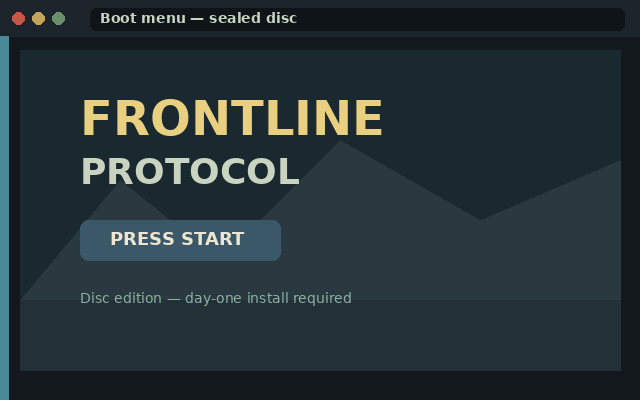 Boot menu — sealed disc
FRONTLINE
PROTOCOL
PRESS START
Disc edition — day-one install required